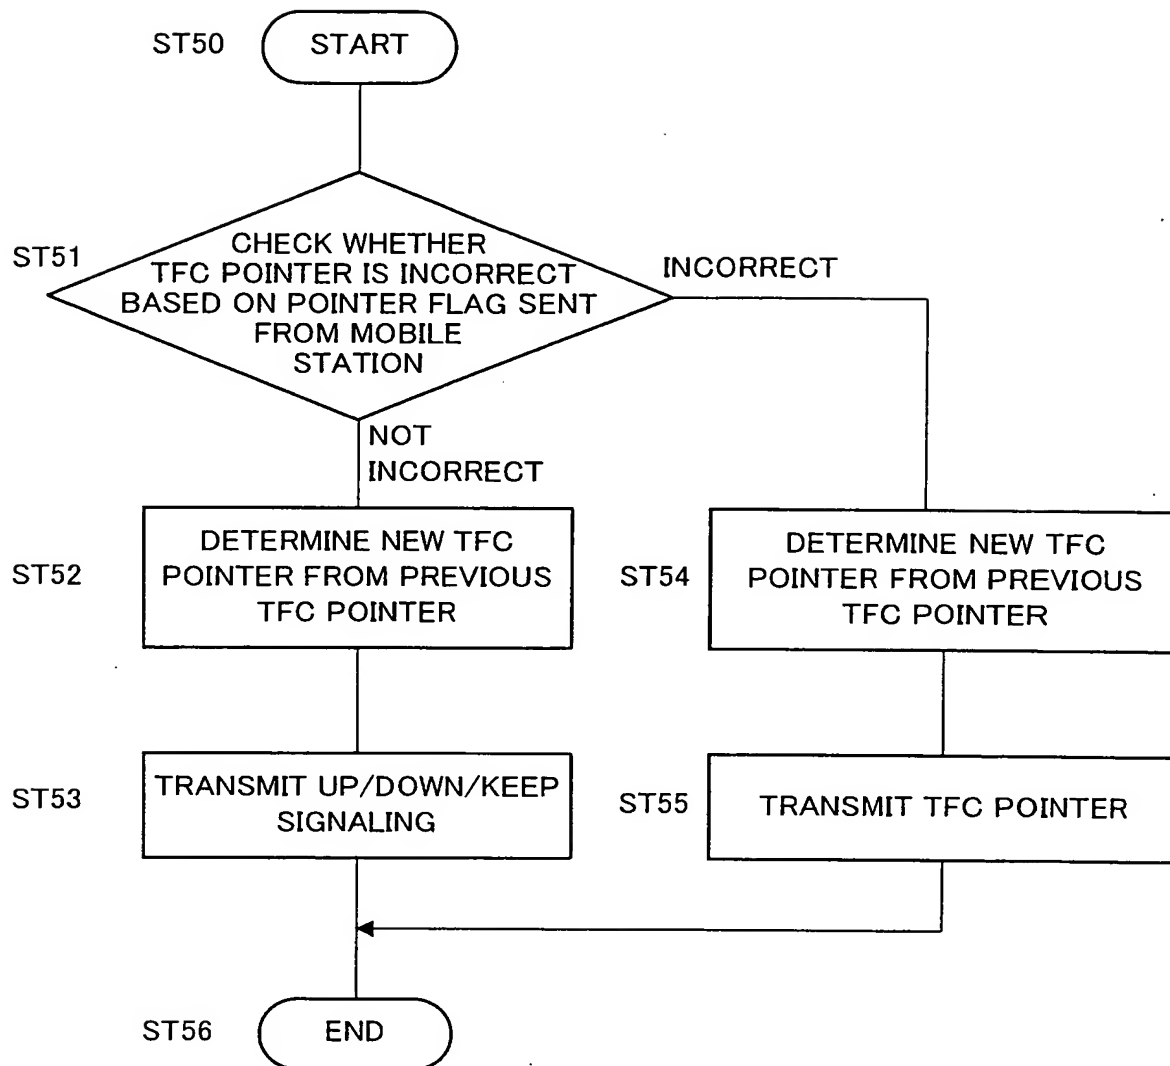 ST50
START
ST51
CHECK WHETHER
TFC POINTER IS INCORRECT
BASED ON POINTER FLAG SENT
FROM MOBILE
STATION
INCORRECT
NOT
INCORRECT
ST52
DETERMINE NEW TFC
POINTER FROM PREVIOUS
TFC POINTER
ST54
DETERMINE NEW TFC
POINTER FROM PREVIOUS
TFC POINTER
ST53
TRANSMIT UP/DOWN/KEEP
SIGNALING
ST55
TRANSMIT TFC POINTER
ST56
END